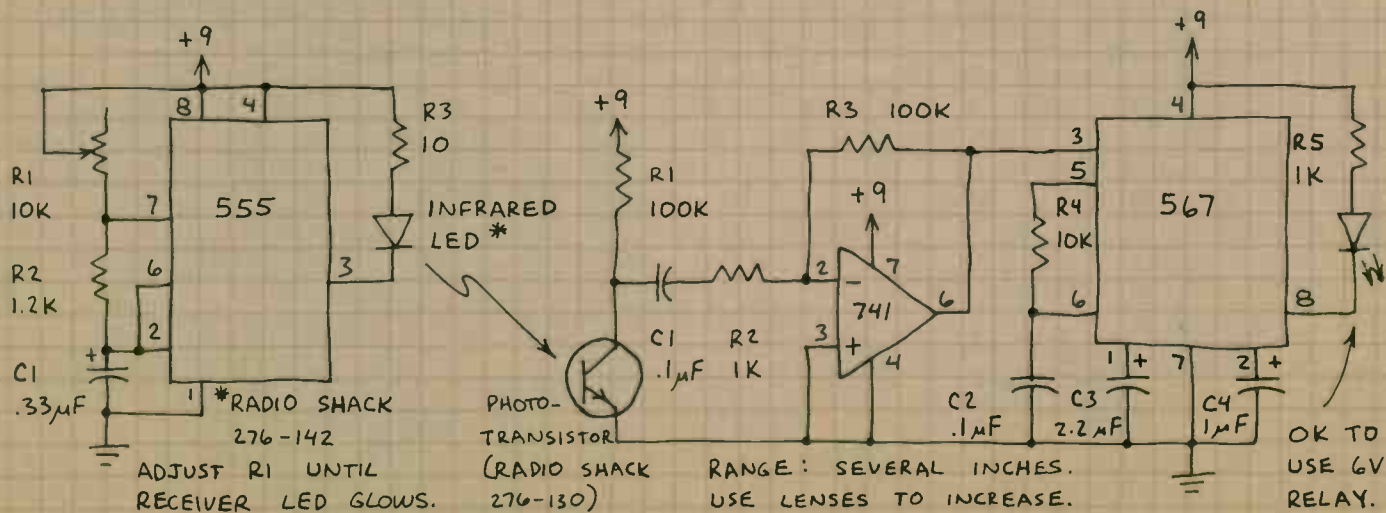 +9
8
4
R3
10
R1
10K
7
555
INFRARED
LED*
R2
1.2K
6
3
2
+
C1
.33µF
1
*RADIO SHACK
276-142
ADJUST R1 UNTIL
RECEIVER LED GLOWS.
+9
R1
100K
C1
.1µF
R2
1K
PHOTO-
TRANSISTOR
(RADIO SHACK
276-130)
R3 100K
+9
2
-
7
741
6
3
+
4
RANGE: SEVERAL INCHES.
USE LENSES TO INCREASE.
+9
4
3
5
567
R4
10K
6
R5
1K
8
1
+
7
2
+
C2
.1µF
C3
2.2µF
C4
1µF
OK TO
USE 6V
RELAY.